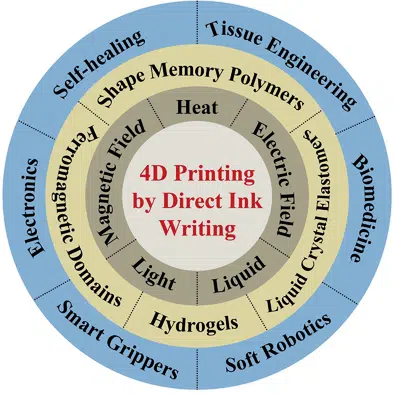 Self-healing
Tissue Engineering
Biomedicine
Soft Robotics
Smart Grippers
Electronics
Shape Memory Polymers
Liquid Crystal Elastomers
Hydrogels
Ferromagnetic Domains
Heat
Electric Field
Liquid
Light
Magnetic Field
4D Printing
by Direct Ink
Writing